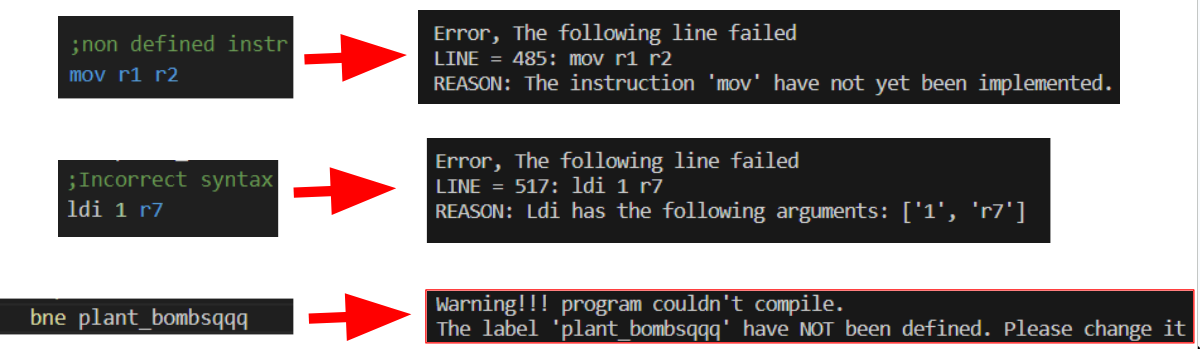 ;non defined instr
mov r1 r2
Error, The following line failed
LINE = 485: mov r1 r2
REASON: The instruction 'mov' have not yet been implemented.
;Incorrect syntax
ldi 1 r7
Error, The following line failed
LINE = 517: ldi 1 r7
REASON: Ldi has the following arguments: ['1', 'r7']
bne plant_bombsqqq
Warning!!! program couldn't compile.
The label 'plant_bombsqqq' have NOT been defined. Please change it